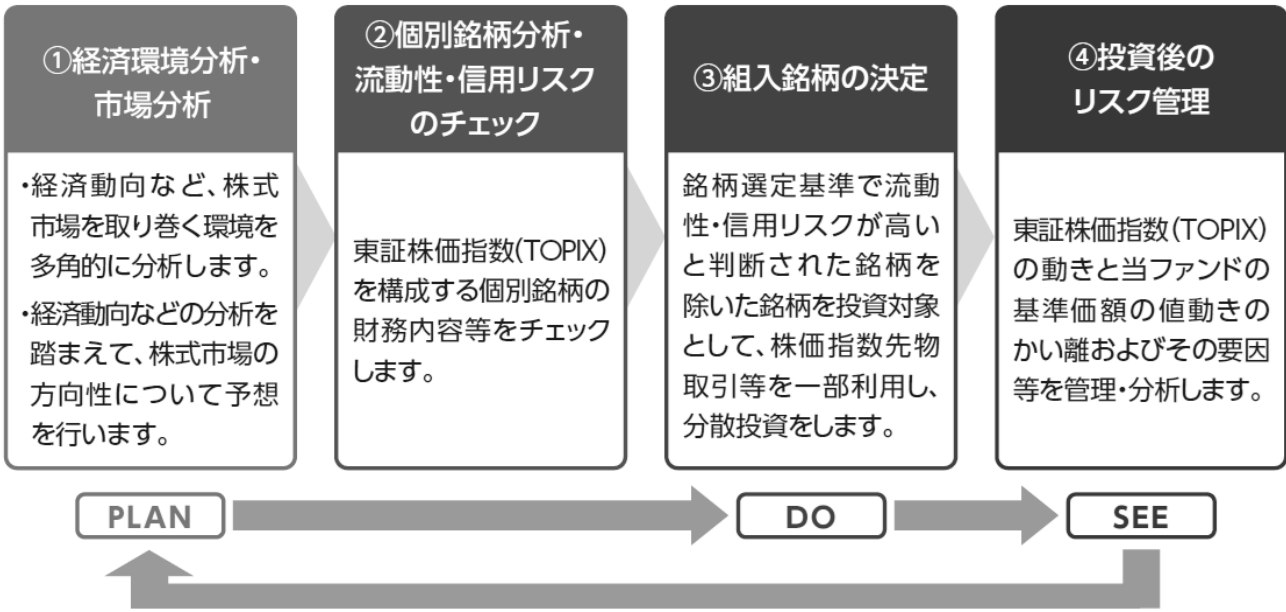 ①経済環境分析・
市場分析
・経済動向など、株式
市場を取り巻く環境を
多角的に分析します。
・経済動向などの分析を
踏まえて、株式市場の
方向性について予想
を行います。
②個別銘柄分析・
流動性・信用リスク
のチェック
東証株価指数(TOPIX)
を構成する個別銘柄の
財務内容等をチェック
します。
③組入銘柄の決定
銘柄選定基準で流動
性・信用リスクが高い
と判断された銘柄を
除いた銘柄を投資対象
として、株価指数先物
取引等を一部利用し、
分散投資をします。
④投資後の
リスク管理
東証株価指数(TOPIX)
の動きと当ファンドの
基準価額の値動きの
かい離およびその要因
等を管理・分析します。
PLAN
DO
SEE